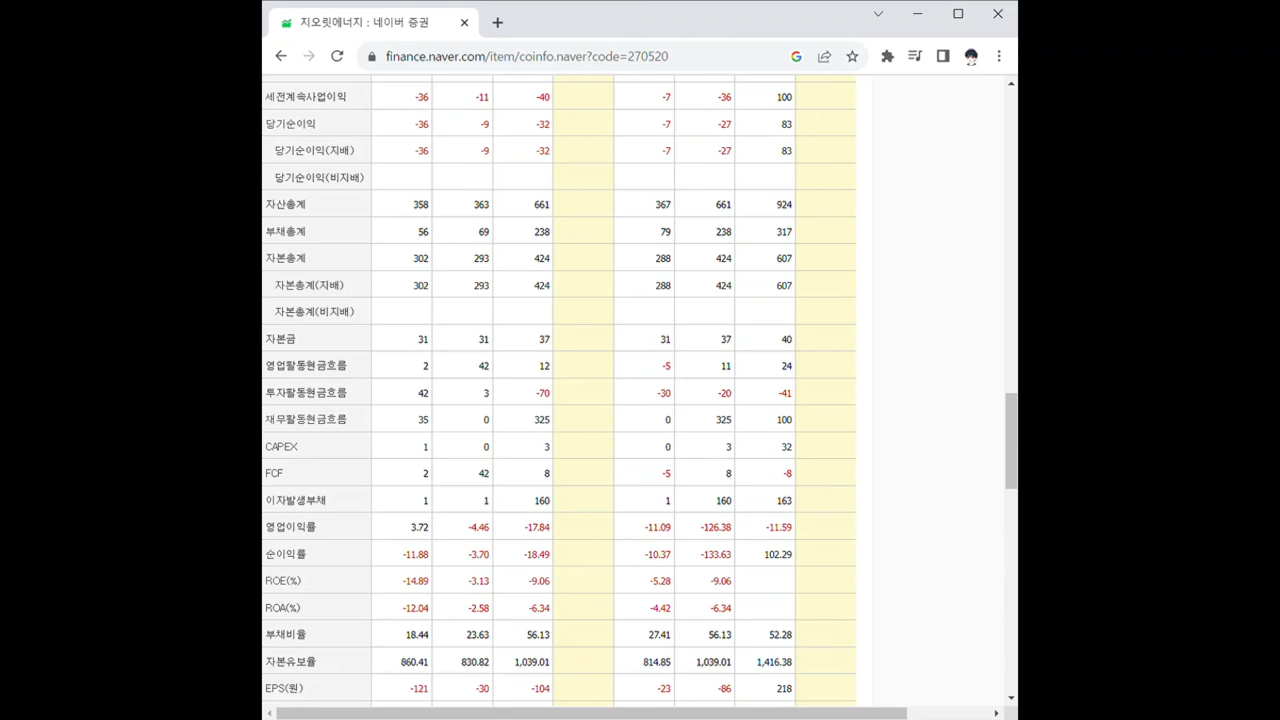 지오릿에너지 : 네이버 증권
finance.naver.com/item/coinfo.naver?code=270520
세전계속사업이익 -36 -11 -40 -7 -36 100
당기순이익 -36 -9 -32 -7 -27 83
당기순이익(지배) -36 -9 -32 -7 -27 83
당기순이익(비지배)
자산총계 358 363 661 367 661 924
부채총계 56 69 238 79 238 317
자본총계 302 293 424 288 424 607
자본총계(지배) 302 293 424 288 424 607
자본총계(비지배)
자본금 31 31 37 31 37 40
영업활동현금흐름 2 42 12 -5 11 24
투자활동현금흐름 42 3 -70 -30 -20 -41
재무활동현금흐름 35 0 325 0 325 100
CAPEX 1 0 3 0 3 32
FCF 2 42 8 -5 8 -8
이자발생부채 1 1 160 1 160 163
영업이익률 3.72 -4.46 -17.84 -11.09 -126.38 -11.59
순이익률 -11.88 -3.70 -18.49 -10.37 -133.63 102.29
ROE(%) -14.89 -3.13 -9.06 -5.28 -9.06
ROA(%) -12.04 -2.58 -6.34 -4.42 -6.34
부채비율 18.44 23.63 56.13 27.41 56.13 52.28
자본유보율 860.41 830.82 1,039.01 814.85 1,039.01 1,416.38
EPS(원) -121 -30 -104 -23 -86 218